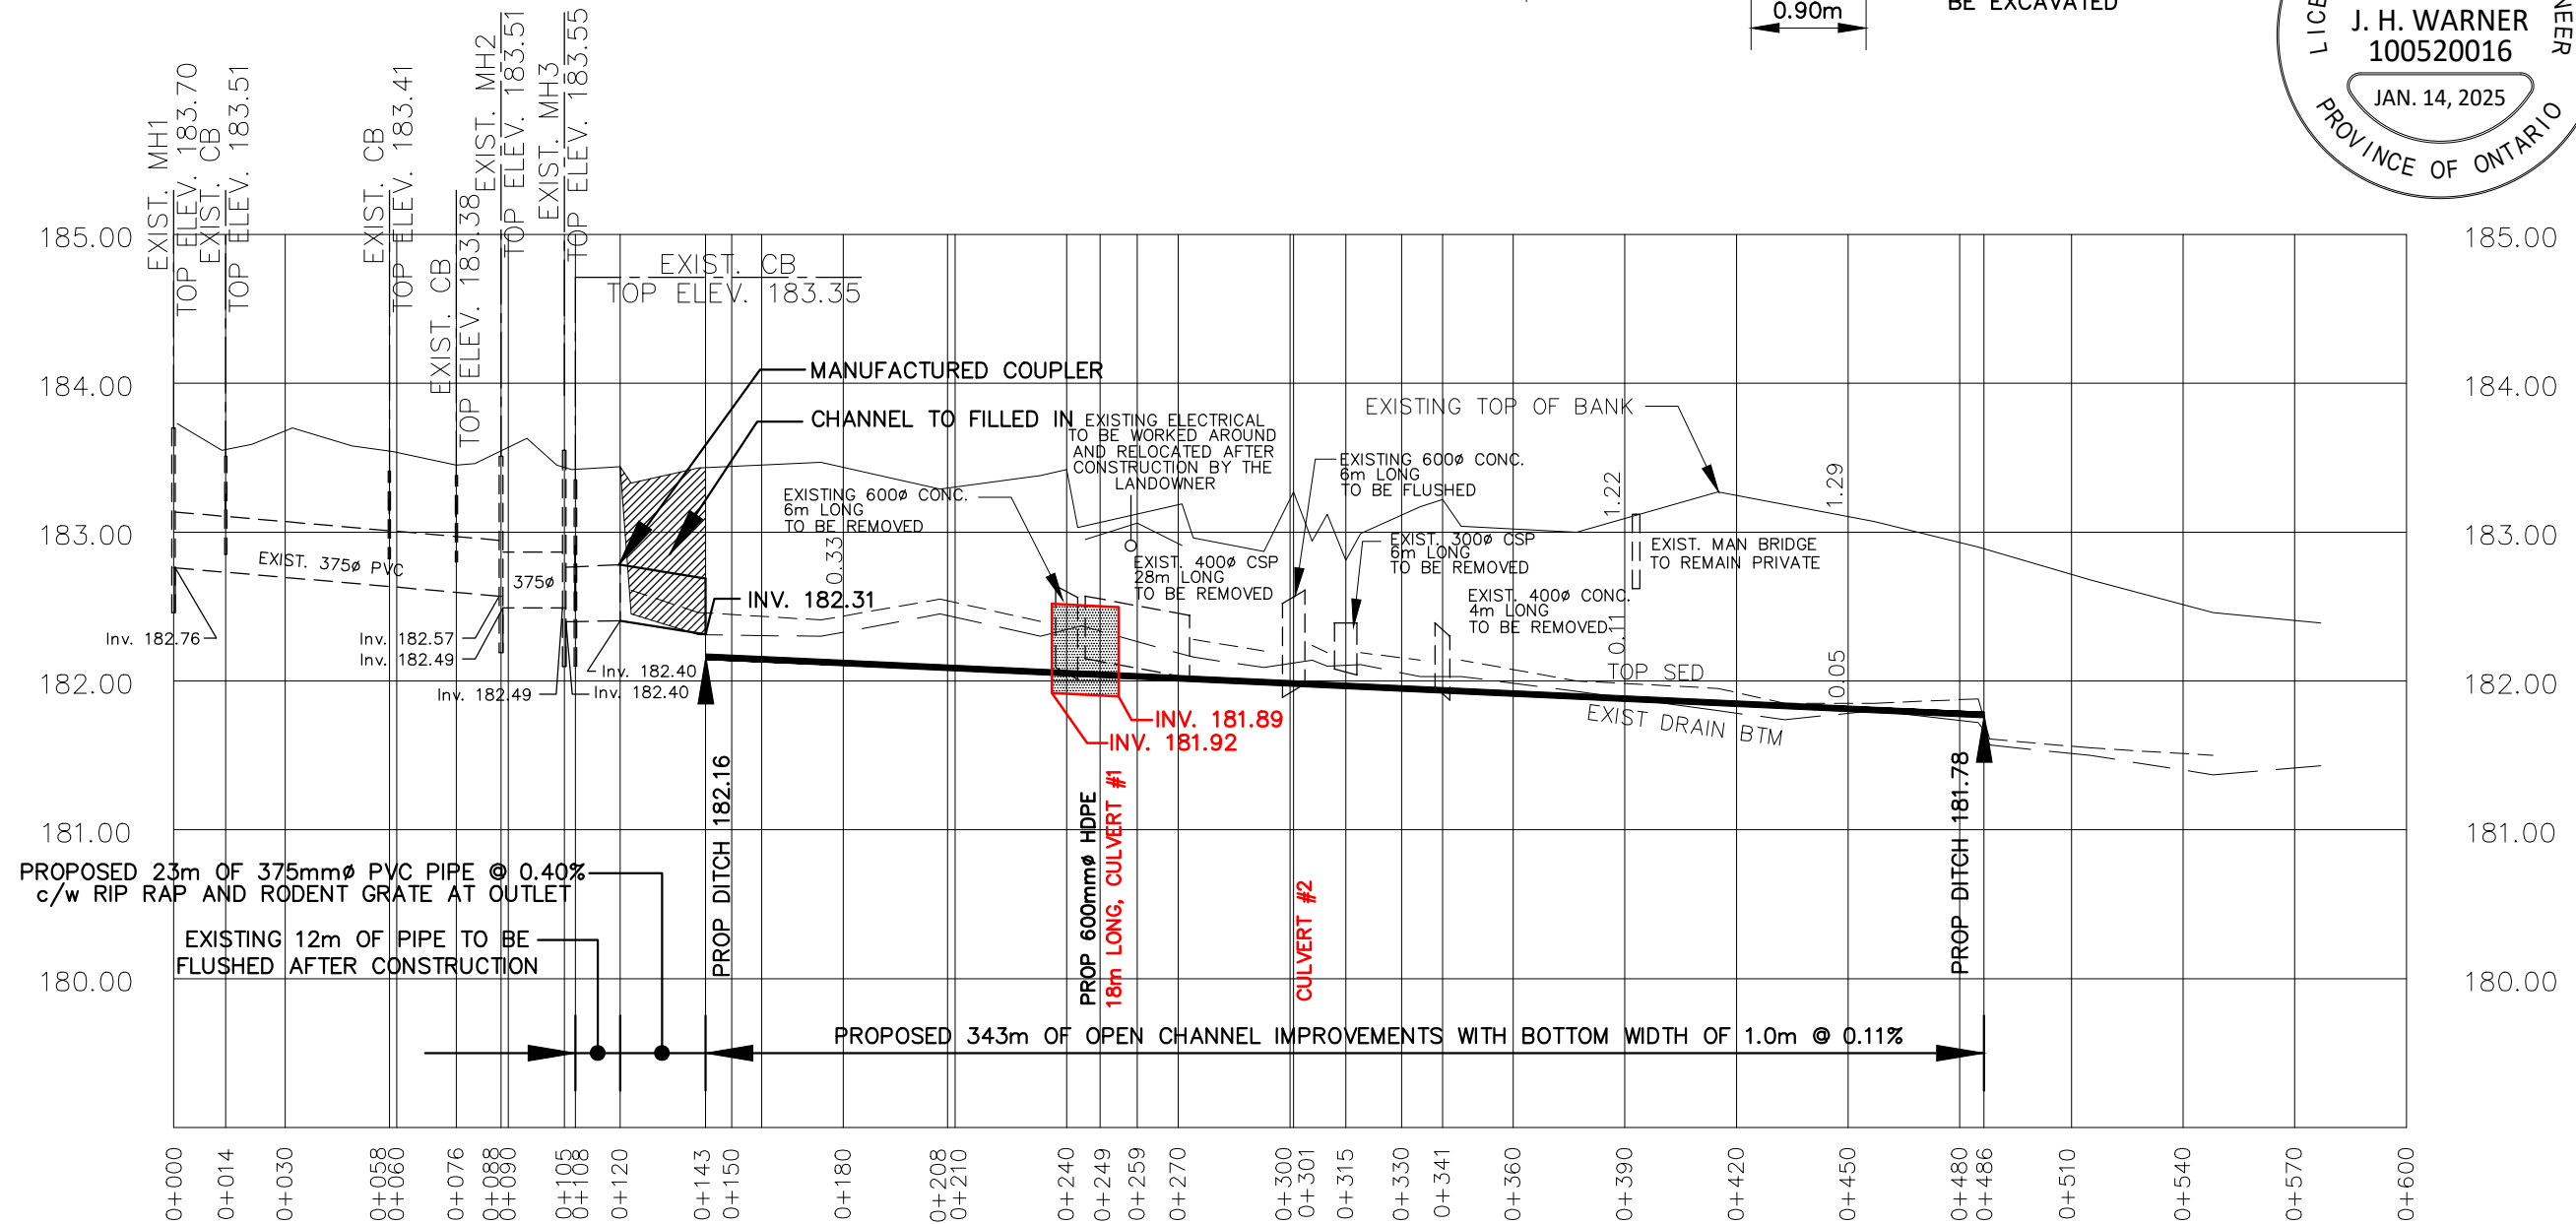 0.90m
BE EXCAVATED
J. H. WARNER
100520016
JAN. 14, 2025
PROVINCE OF ONTARIO
EXIST. MH1
TOP ELEV. 183.70
EXIST. CB
TOP ELEV. 183.51
EXIST. CB
TOP ELEV. 183.41
EXIST. CB
TOP ELEV. 183.38
EXIST. MH2
TOP ELEV. 183.51
EXIST. MH3
TOP ELEV. 183.55
EXIST. CB
TOP ELEV. 183.35
185.00
184.00
183.00
182.00
181.00
180.00
185.00
184.00
183.00
182.00
181.00
180.00
MANUFACTURED COUPLER
CHANNEL TO FILLED IN
EXISTING ELECTRICAL
TO BE WORKED AROUND
AND RELOCATED AFTER
CONSTRUCTION BY THE
LANDOWNER
EXISTING 600ø CONC.
6m LONG
TO BE REMOVED
EXISTING TOP OF BANK
EXISTING 600ø CONC.
6m LONG
TO BE FLUSHED
EXIST. 300ø CSP
6m LONG
TO BE REMOVED
EXIST. 400ø CSP
28m LONG
TO BE REMOVED
EXIST. 400ø CONC.
4m LONG
TO BE REMOVED
EXIST. MAN BRIDGE
TO REMAIN PRIVATE
1.22
1.29
0.33
0.11
0.05
EXIST. 375ø PVC
375ø
INV. 182.31
Inv. 182.76
Inv. 182.57
Inv. 182.49
Inv. 182.49
Inv. 182.40
Inv. 182.40
TOP SED
EXIST DRAIN BTM
INV. 181.89
INV. 181.92
PROP DITCH 182.16
PROP 600mmø HDPE
18m LONG, CULVERT #1
CULVERT #2
PROP DITCH 181.78
PROPOSED 23m OF 375mmø PVC PIPE @ 0.40%
c/w RIP RAP AND RODENT GRATE AT OUTLET
EXISTING 12m OF PIPE TO BE
FLUSHED AFTER CONSTRUCTION
PROPOSED 343m OF OPEN CHANNEL IMPROVEMENTS WITH BOTTOM WIDTH OF 1.0m @ 0.11%
0+000
0+014
0+030
0+058
0+060
0+076
0+088
0+090
0+105
0+108
0+120
0+143
0+150
0+180
0+208
0+210
0+240
0+249
0+259
0+270
0+300
0+301
0+315
0+330
0+341
0+360
0+390
0+420
0+450
0+480
0+486
0+510
0+540
0+570
0+600